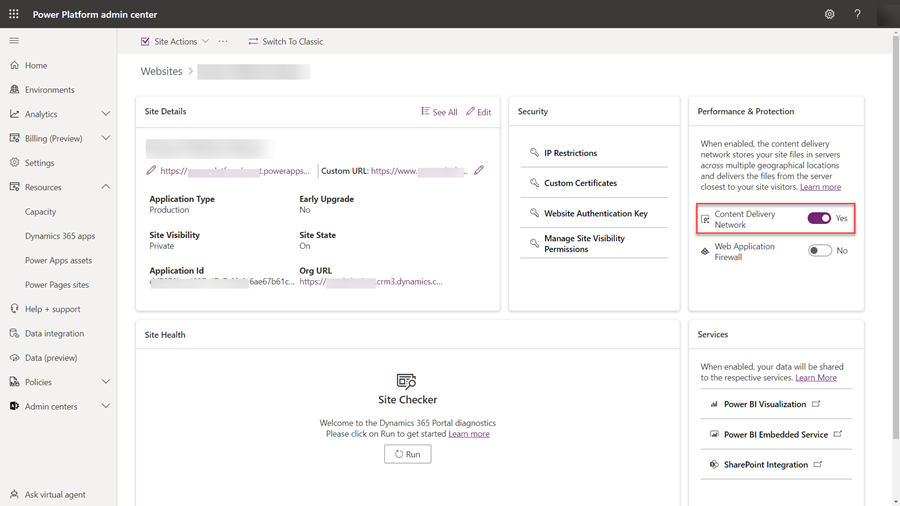 Power Platform admin center
Site Actions
Switch To Classic
Websites
Home
Environments
Analytics
Billing (Preview)
Settings
Resources
Capacity
Dynamics 365 apps
Power Apps assets
Power Pages sites
Help + support
Data integration
Data (preview)
Policies
Admin centers
Ask virtual agent
Site Details
See All
Edit
https://
.powerapps...
Custom URL: https://www.
Application Type
Production
Early Upgrade
No
Site Visibility
Private
Site State
On
Application Id
6ae67b61c...
Org URL
https://
.crm3.dynamics.c...
Security
IP Restrictions
Custom Certificates
Website Authentication Key
Manage Site Visibility
Permissions
Performance & Protection
When enabled, the content delivery
network stores your site files in servers
across multiple geographical locations
and delivers the files from the server
closest to your site visitors. Learn more
Content Delivery
Network
Yes
Web Application
Firewall
No
Site Health
Site Checker
Welcome to the Dynamics 365 Portal diagnostics
Please click on Run to get started Learn more
Run
Services
When enabled, your data will be shared
to the respective services. Learn More
Power BI Visualization
Power BI Embedded Service
SharePoint Integration